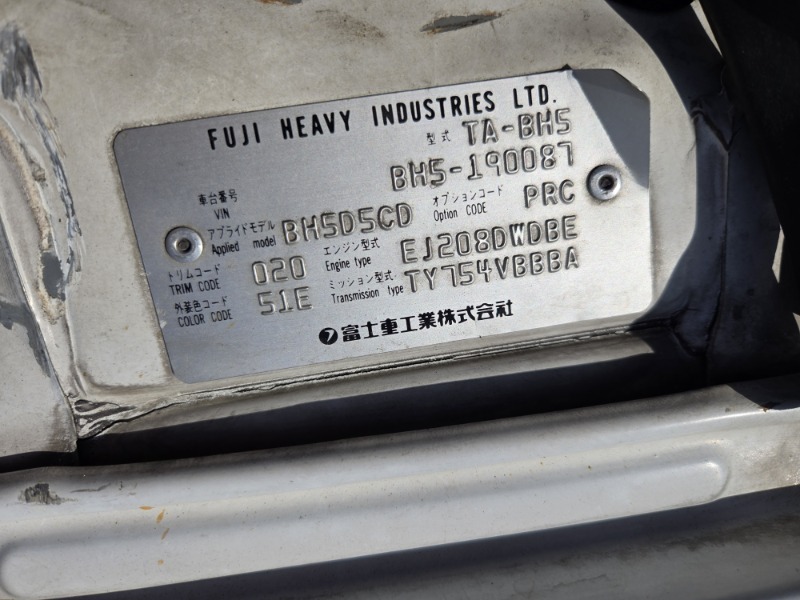 FUJI HEAVY INDUSTRIES LTD.
型式 TA-BH5
車台番号 VIN BH5-190087
アプライドモデル Applied model BH5D5CD オプションコード Option CODE PRC
トリムコード TRIM CODE 020 エンジン型式 Engine type EJ208DWDBE
外装色コード COLOR CODE 51E ミッション型式 Transmission type TY754VBBBA
富士重工業株式会社